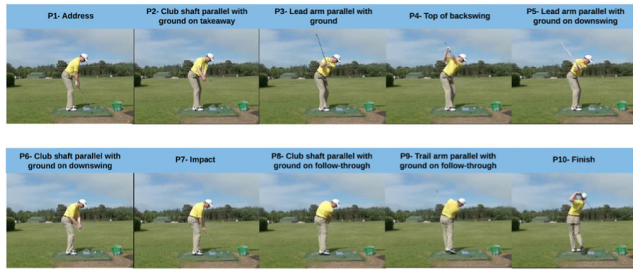 P1- Address
P2- Club shaft parallel with
ground on takeaway
P3- Lead arm parallel with
ground
P4- Top of backswing
P5- Lead arm parallel with
ground on downswing
P6- Club shaft parallel with
ground on downswing
P7- Impact
P8- Club shaft parallel with
ground on follow-through
P9- Trail arm parallel with
ground on follow-through
P10- Finish